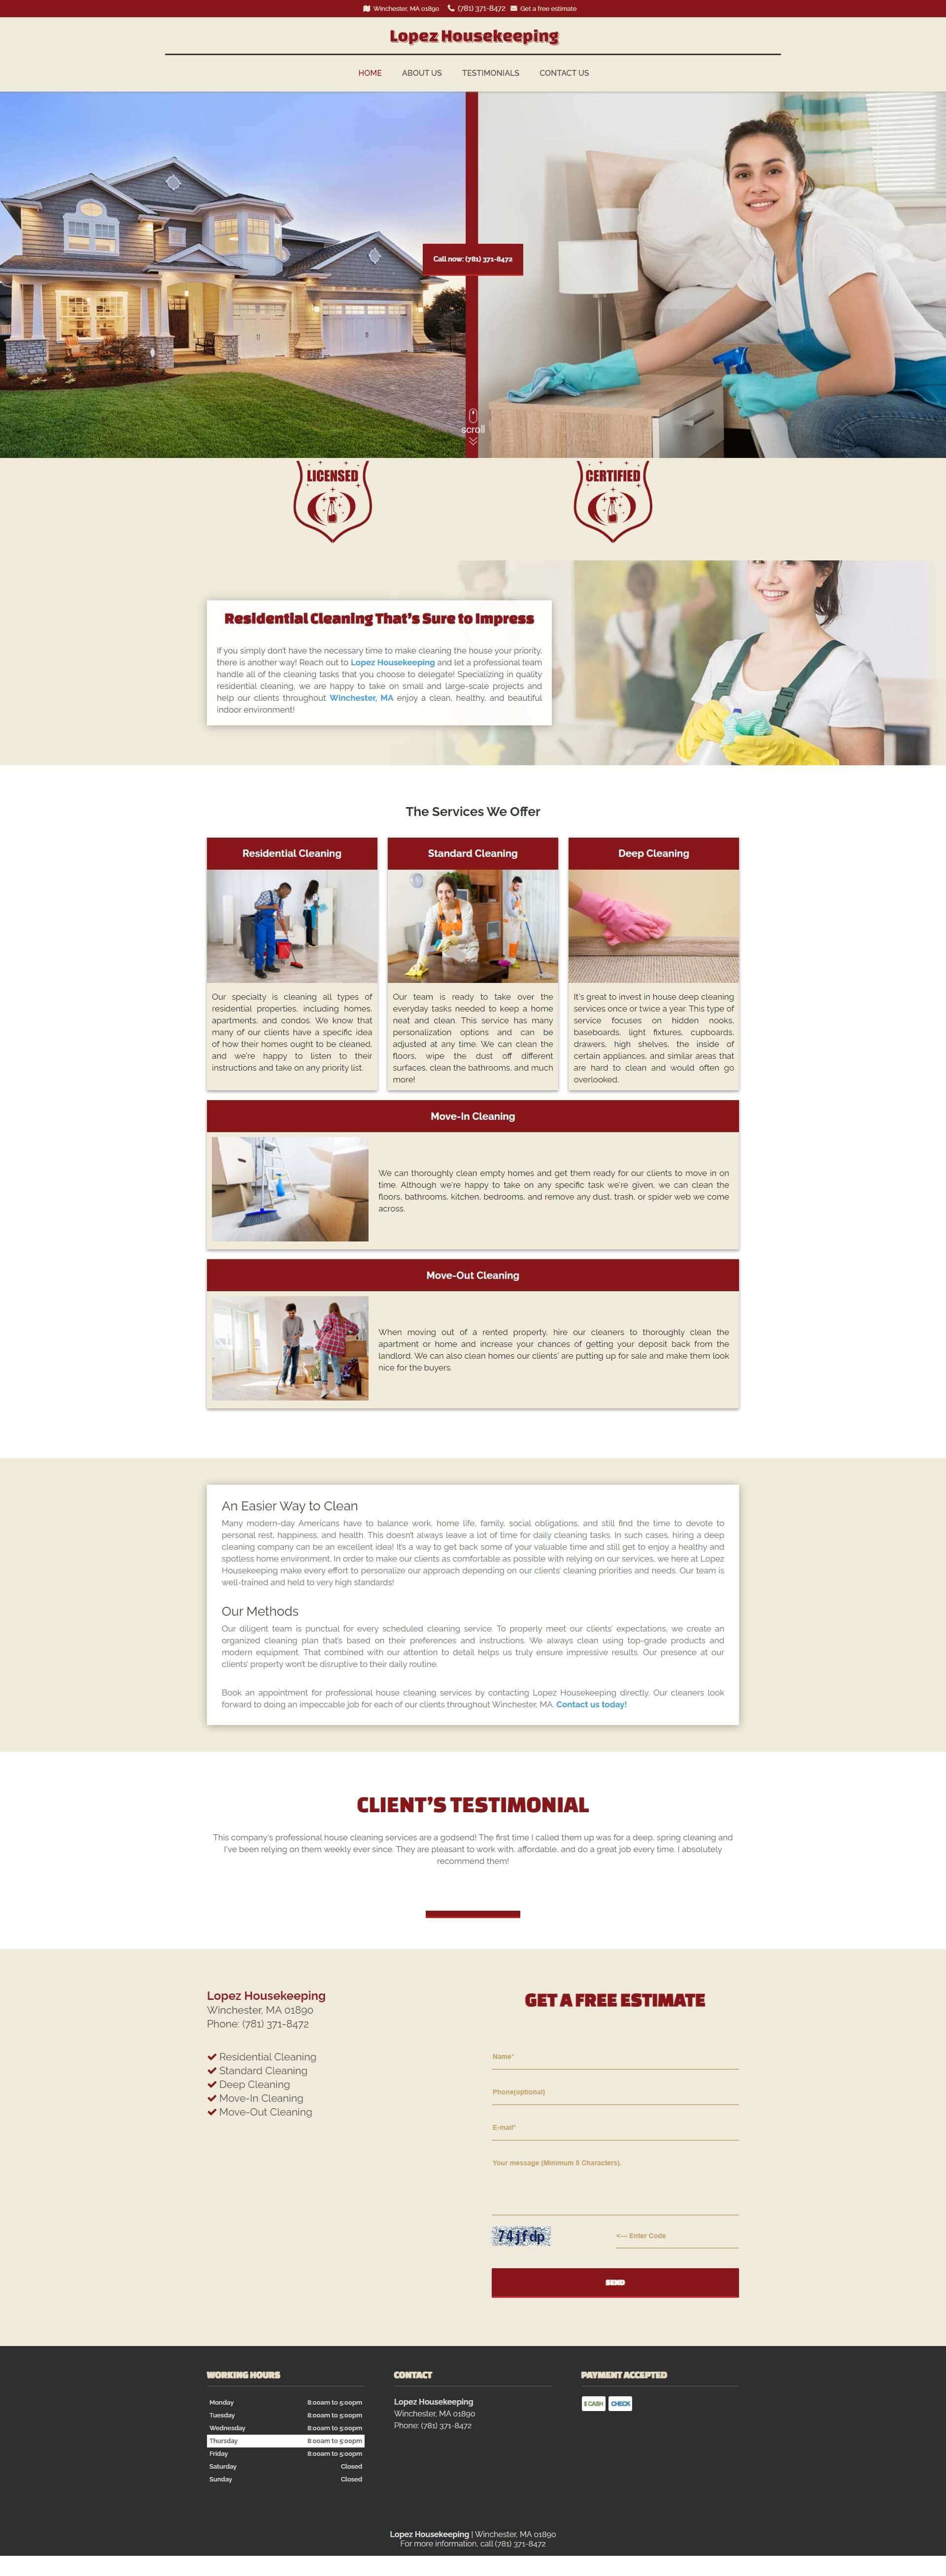 Winchester, MA 01890 (781) 371-8472 Get a free estimate
Lopez Housekeeping
HOME ABOUT US TESTIMONIALS CONTACT US
Call now: (781) 371-8472
scroll
LICENSED CERTIFIED
Residential Cleaning That's Sure to Impress
If you simply don't have the necessary time to make cleaning the house your priority,
there is another way! Reach out to Lopez Housekeeping and let a professional team
handle all of the cleaning tasks that you choose to delegate! Specializing in quality
residential cleaning, we are happy to take on small and large-scale projects and
help our clients throughout Winchester, MA enjoy a clean, healthy, and beautiful
indoor environment!
The Services We Offer
Residential Cleaning
Our specialty is cleaning all types of
residential properties, including homes,
apartments, and condos. We know that
many of our clients have a specific idea
of how their homes ought to be cleaned,
and we're happy to listen to their
instructions and take on any priority list.
Standard Cleaning
Our team is ready to take over the
everyday tasks needed to keep a home
neat and clean. This service has many
personalization options and can be
adjusted at any time. We can clean the
floors, wipe the dust off different
surfaces, clean the bathrooms, and much
more!
Deep Cleaning
It's great to invest in house deep cleaning
services once or twice a year. This type of
service focuses on hidden nooks,
baseboards, light fixtures, cupboards,
drawers, high shelves, the inside of
certain appliances, and similar areas that
are hard to clean and would often go
overlooked.
Move-In Cleaning
We can thoroughly clean empty homes and get them ready for our clients to move in on
time. Although we're happy to take on any specific task we're given, we can clean the
floors, bathrooms, kitchen, bedrooms, and remove any dust, trash, or spider web we come
across.
Move-Out Cleaning
When moving out of a rented property, hire our cleaners to thoroughly clean the
apartment or home and increase your chances of getting your deposit back from the
landlord. We can also clean homes our clients' are putting up for sale and make them look
nice for the buyers.
An Easier Way to Clean
Many modern-day Americans have to balance work, home life, family, social obligations, and still find the time to devote to
personal rest, happiness, and health. This doesn't always leave a lot of time for daily cleaning tasks. In such cases, hiring a deep
cleaning company can be an excellent idea! It's a way to get back some of your valuable time and still get to enjoy a healthy and
spotless home environment. In order to make our clients as comfortable as possible with relying on our services, we here at Lopez
Housekeeping make every effort to personalize our approach depending on our clients' cleaning priorities and needs. Our team is
well-trained and held to very high standards!
Our Methods
Our diligent team is punctual for every scheduled cleaning service. To properly meet our clients' expectations, we create an
organized cleaning plan that's based on their preferences and instructions. We always clean using top-grade products and
modern equipment. That combined with our attention to detail helps us truly ensure impressive results. Our presence at our
clients' property won't be disruptive to their daily routine.
Book an appointment for professional house cleaning services by contacting Lopez Housekeeping directly. Our cleaners look
forward to doing an impeccable job for each of our clients throughout Winchester, MA. Contact us today!
CLIENT'S TESTIMONIAL
This company's professional house cleaning services are a godsend! The first time I called them up was for a deep, spring cleaning and
I've been relying on them weekly ever since. They are pleasant to work with, affordable, and do a great job every time. I absolutely
recommend them!
Lopez Housekeeping
Winchester, MA 01890
Phone: (781) 371-8472
Residential Cleaning
Standard Cleaning
Deep Cleaning
Move-In Cleaning
Move-Out Cleaning
GET A FREE ESTIMATE
Name*
Phone(optional)
E-mail*
Your message (Minimum 5 Characters).
74jfdp <--- Enter Code
SEND
WORKING HOURS
Monday 8:00am to 5:00pm
Tuesday 8:00am to 5:00pm
Wednesday 8:00am to 5:00pm
Thursday 8:00am to 5:00pm
Friday 8:00am to 5:00pm
Saturday Closed
Sunday Closed
CONTACT
Lopez Housekeeping
Winchester, MA 01890
Phone: (781) 371-8472
PAYMENT ACCEPTED
$ CASH CHECK
Lopez Housekeeping | Winchester, MA 01890
For more information, call (781) 371-8472